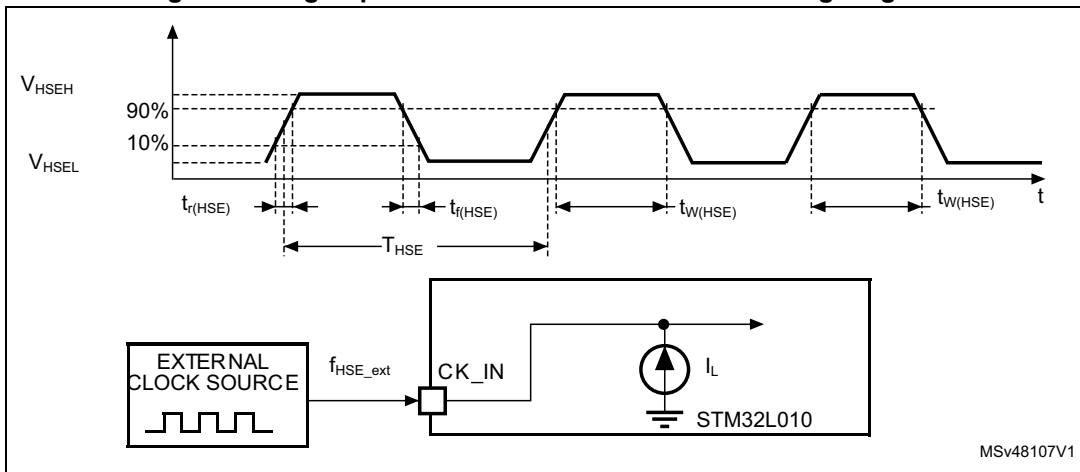 V_HSEH
90%
10%
V_HSEL
t_r(HSE)
t_f(HSE)
t_W(HSE)
t_W(HSE)
t
T_HSE
EXTERNAL
CLOCK SOURCE
f_HSE_ext
CK_IN
I_L
STM32L010
MSv48107V1